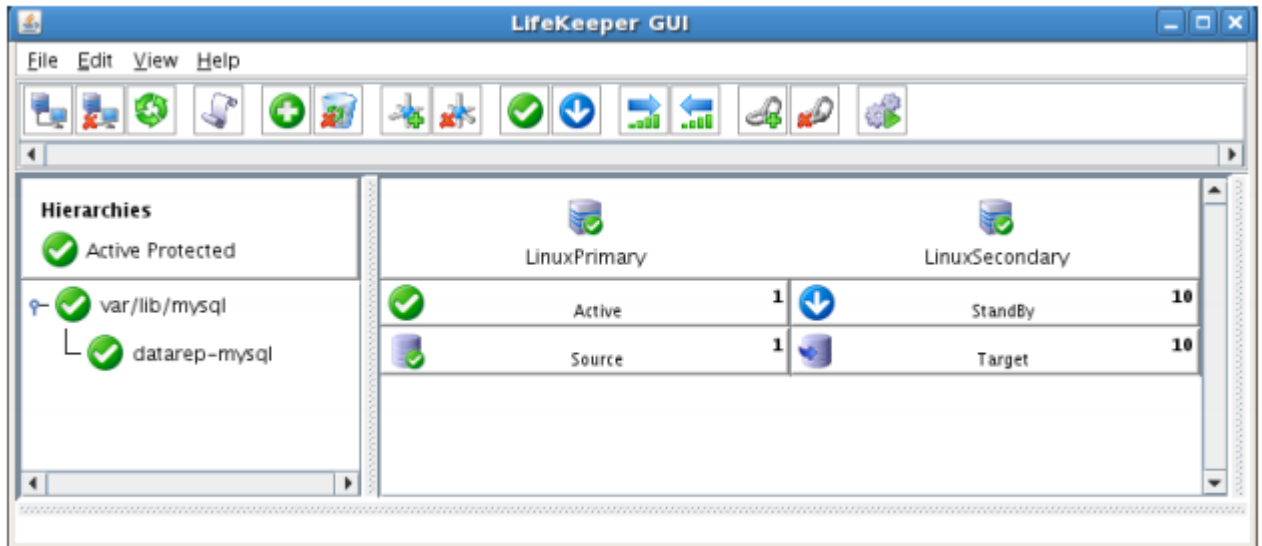 LifeKeeper GUI
File Edit View Help
Hierarchies
Active Protected
LinuxPrimary
LinuxSecondary
var/lib/mysql
Active
1
StandBy
10
datarep-mysql
Source
1
Target
10